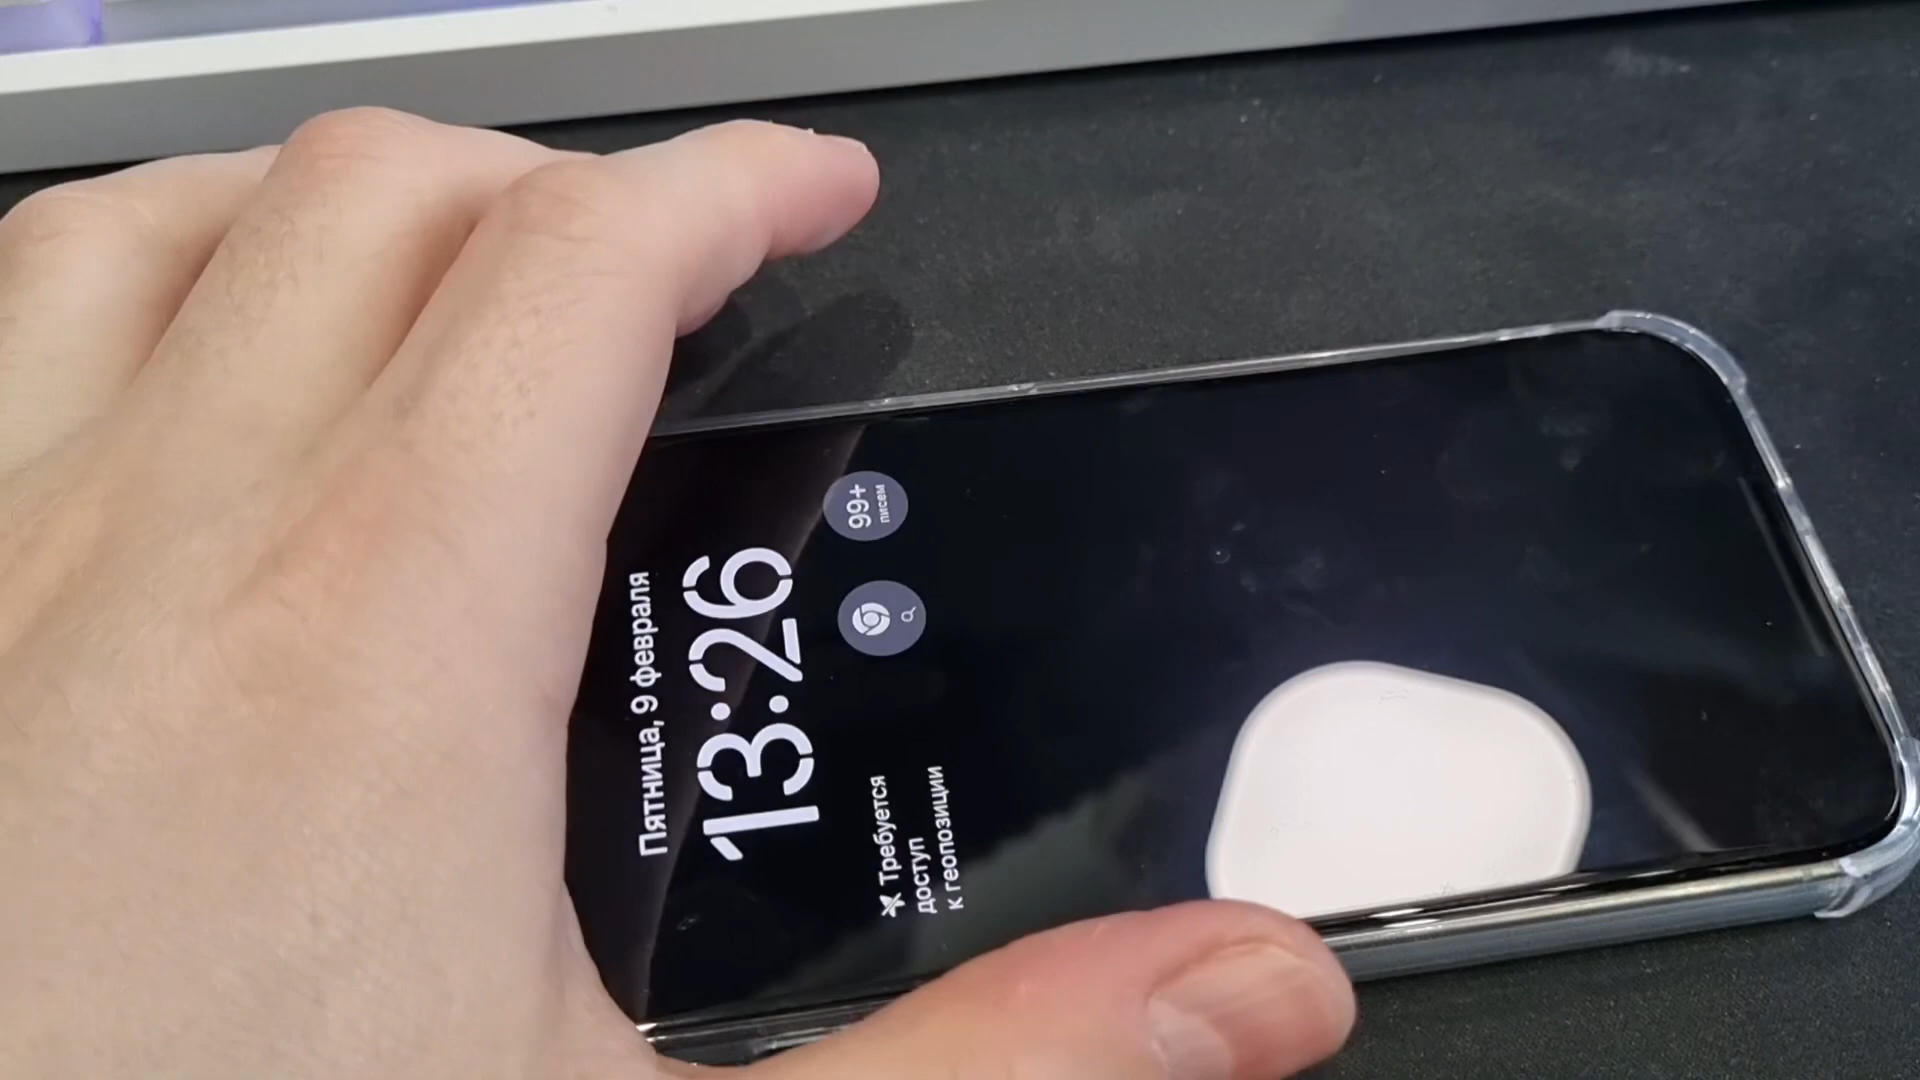 Пятница, 9 февраля
13:26
Требуется
доступ
к геопозиции
99+
писем